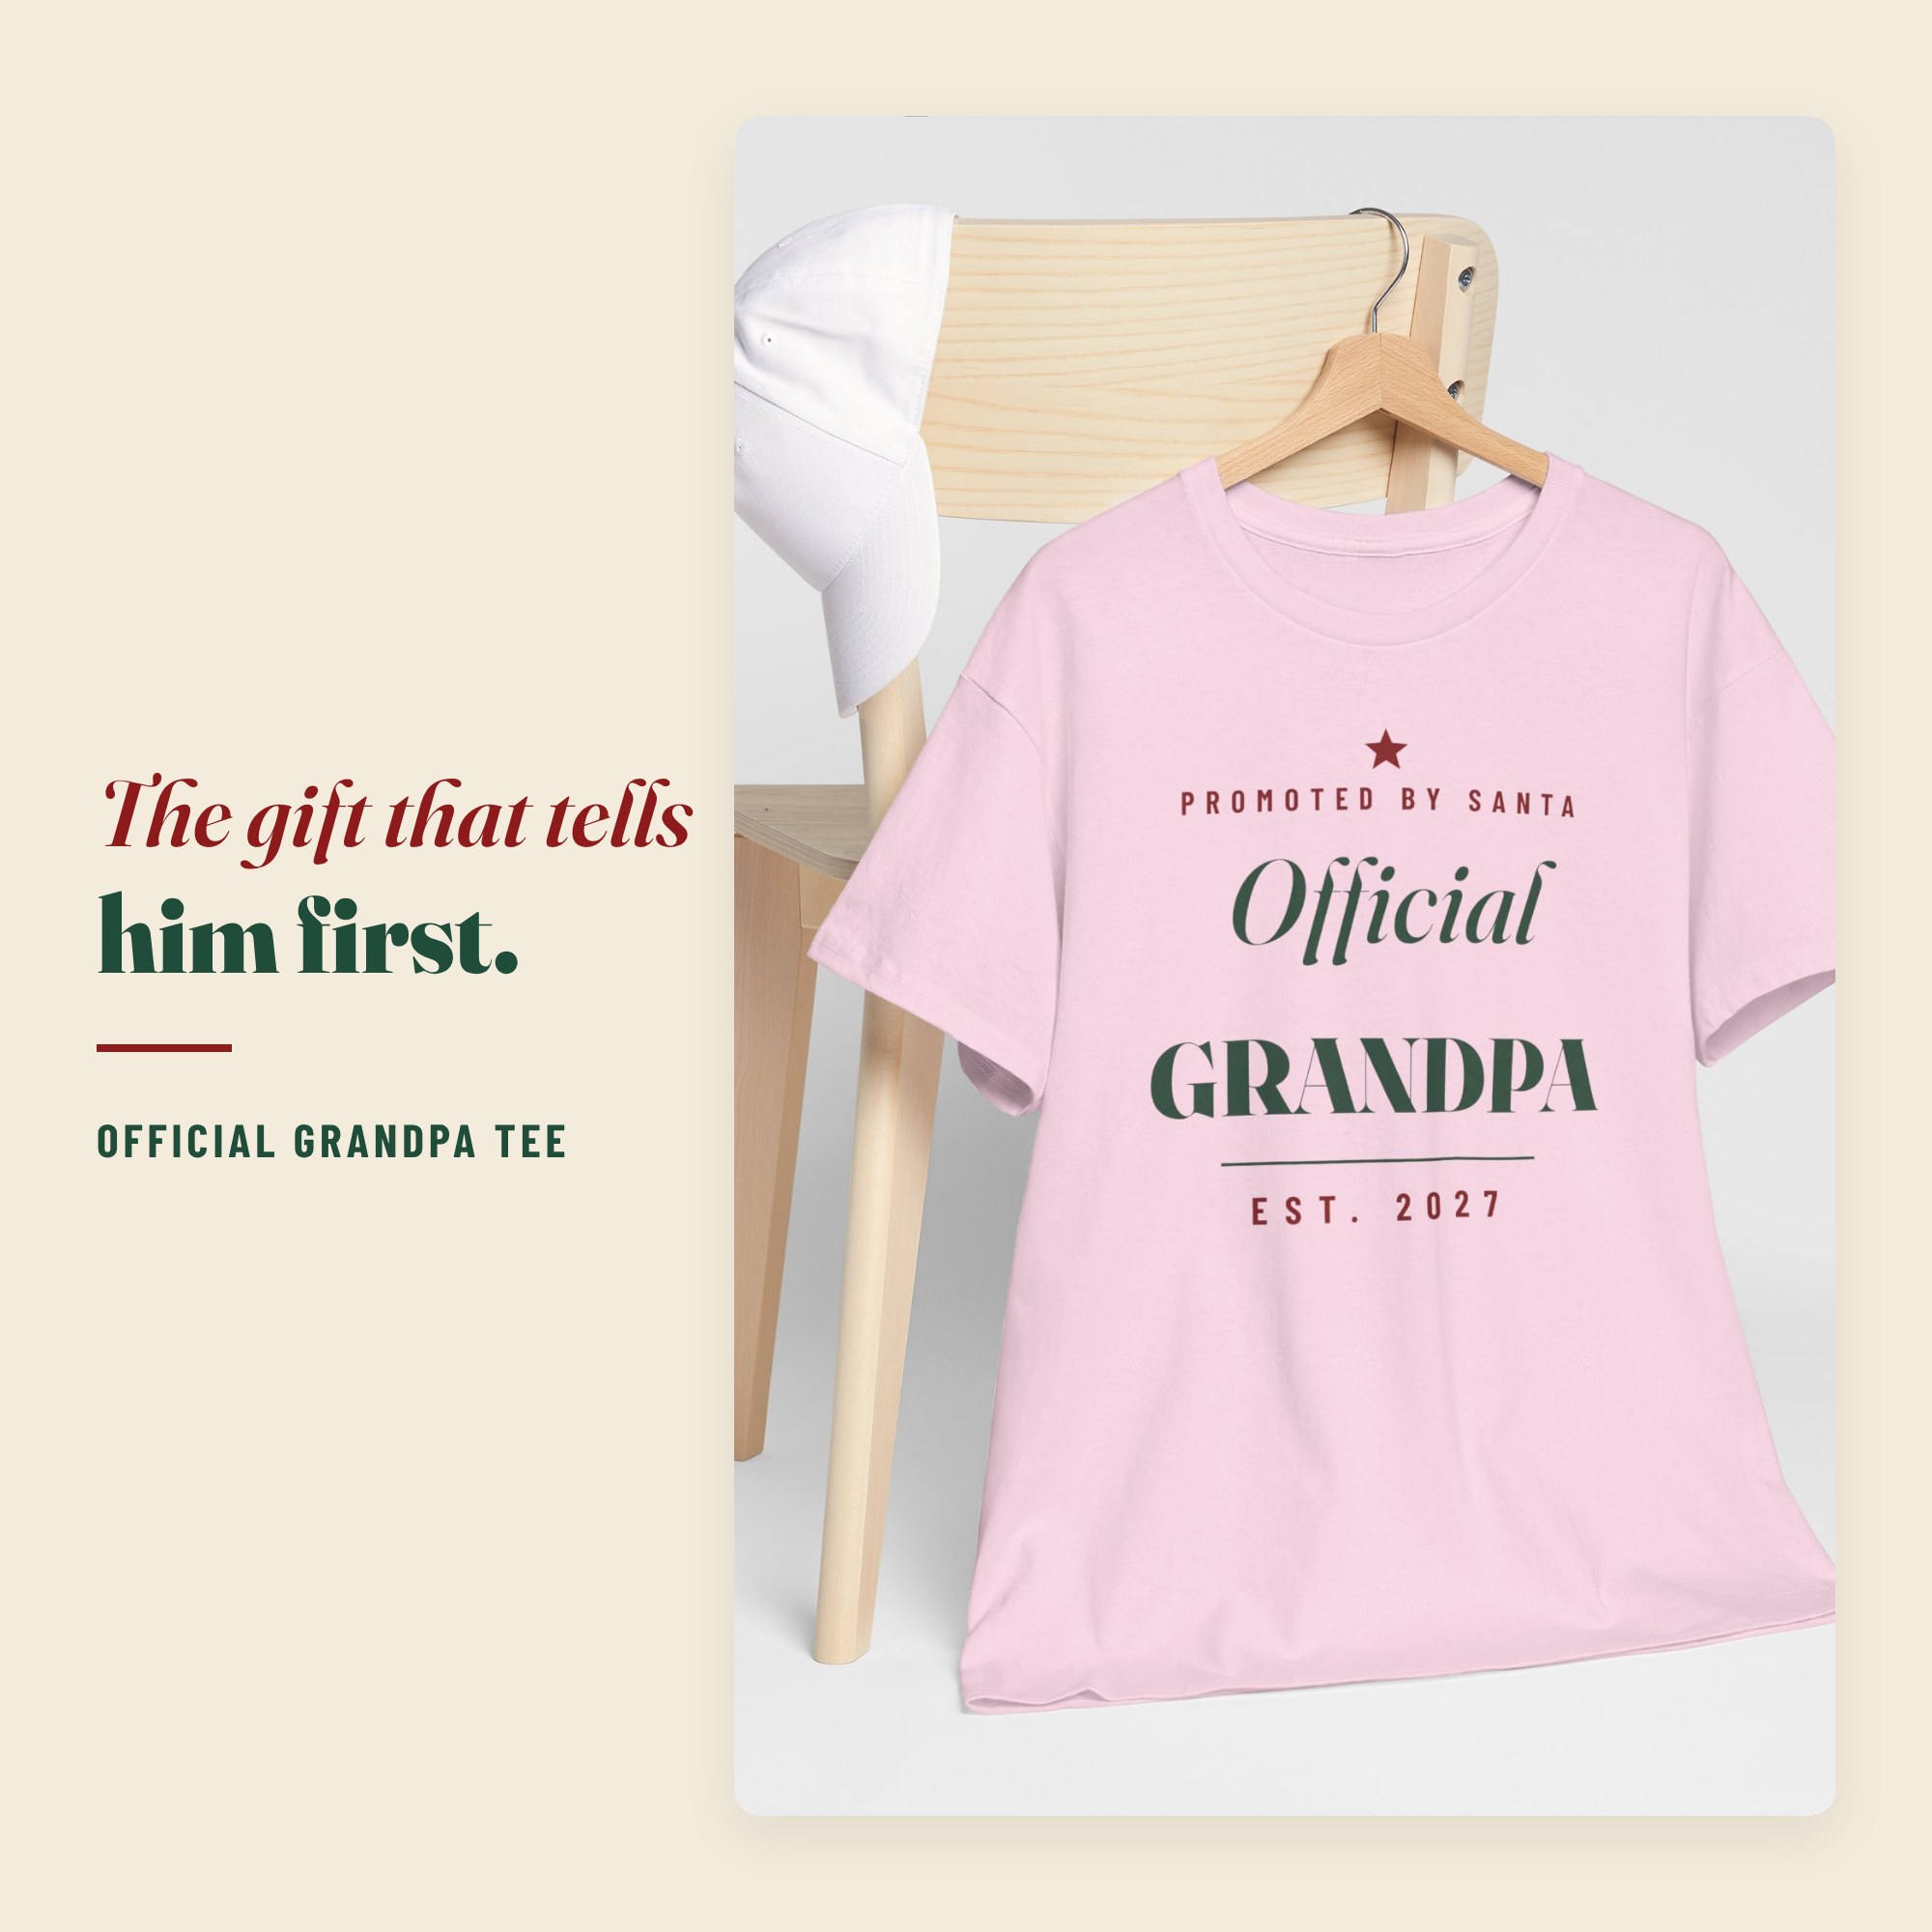 The gift that tells
him first.
OFFICIAL GRANDPA TEE
PROMOTED BY SANTA
Official
GRANDPA
EST. 2027